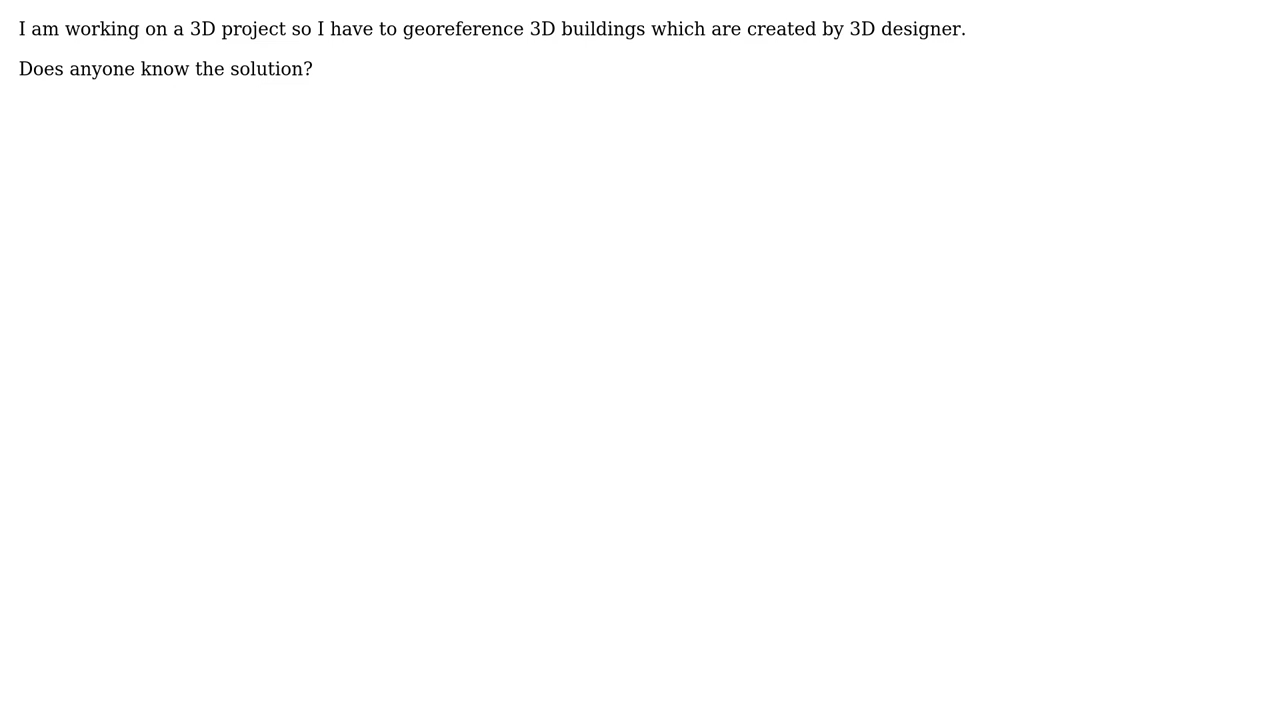 I am working on a 3D project so I have to georeference 3D buildings which are created by 3D designer.
Does anyone know the solution?